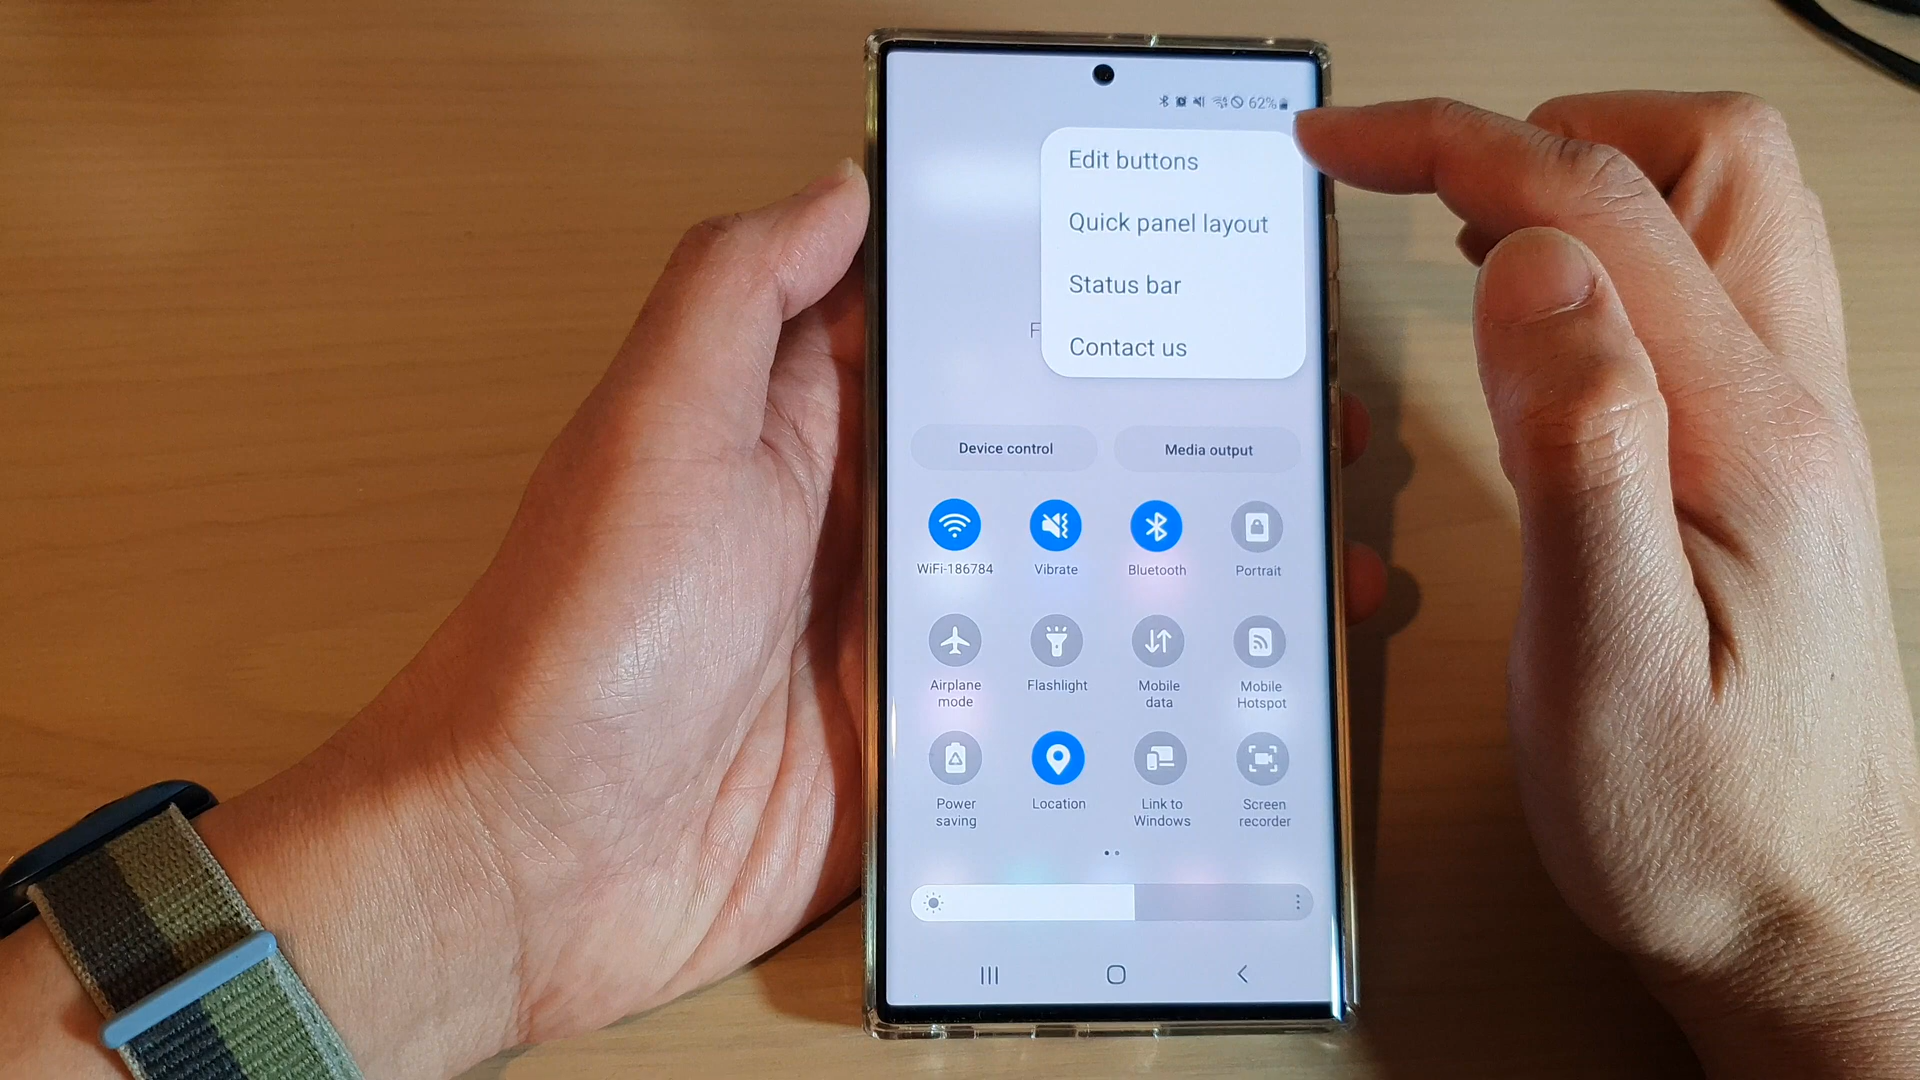 62%
Edit buttons
Quick panel layout
Status bar
F
Contact us
Device control
Media output
WiFi-186784
Vibrate
Bluetooth
Portrait
Airplane
mode
Flashlight
Mobile
data
Mobile
Hotspot
Power
saving
Location
Link to
Windows
Screen
recorder